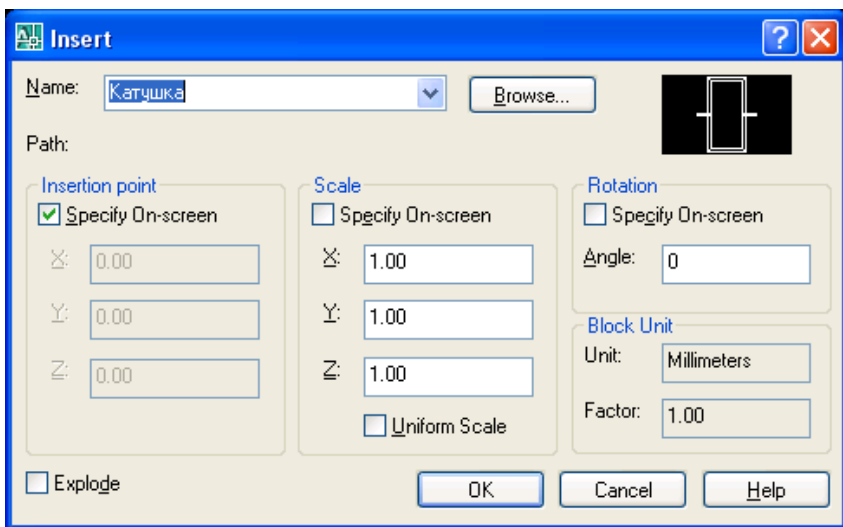 Insert
Name: Катушка Browse...
Path:
Insertion point
Specify On-screen
X: 0.00
Y: 0.00
Z: 0.00
Scale
Specify On-screen
X: 1.00
Y: 1.00
Z: 1.00
Uniform Scale
Rotation
Specify On-screen
Angle: 0
Block Unit
Unit: Millimeters
Factor: 1.00
Explode
OK Cancel Help